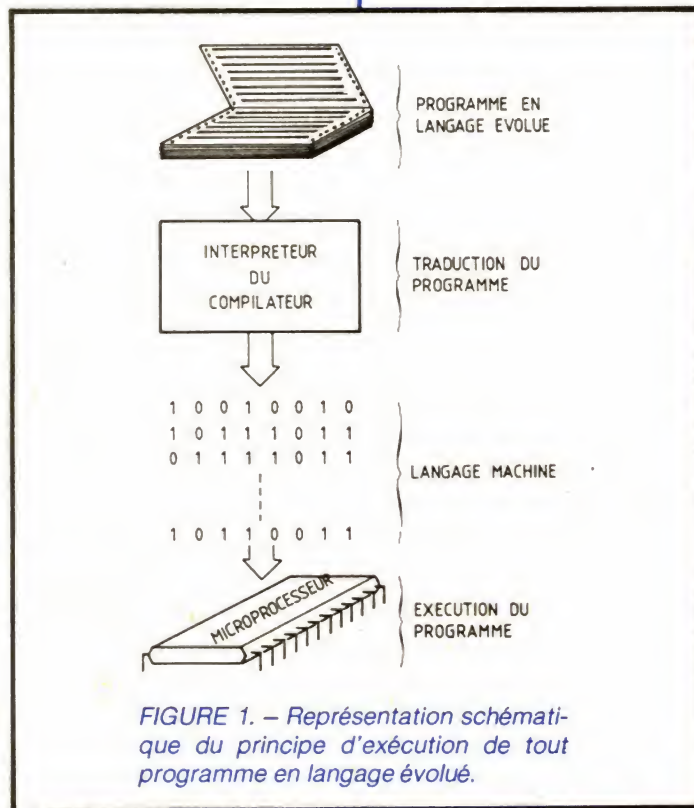 PROGRAMME EN
LANGAGE EVOLUE
INTERPRETEUR
DU
COMPILATEUR
TRADUCTION DU
PROGRAMME
1 0 0 1 0 0 1 0
1 0 1 1 1 0 1 1
0 1 1 1 1 0 1 1
LANGAGE MACHINE
1 0 1 1 0 0 1 1
MICROPROCESSEUR
EXECUTION DU
PROGRAMME
FIGURE 1. – Représentation schémati-
que du principe d'exécution de tout
programme en langage évolué.